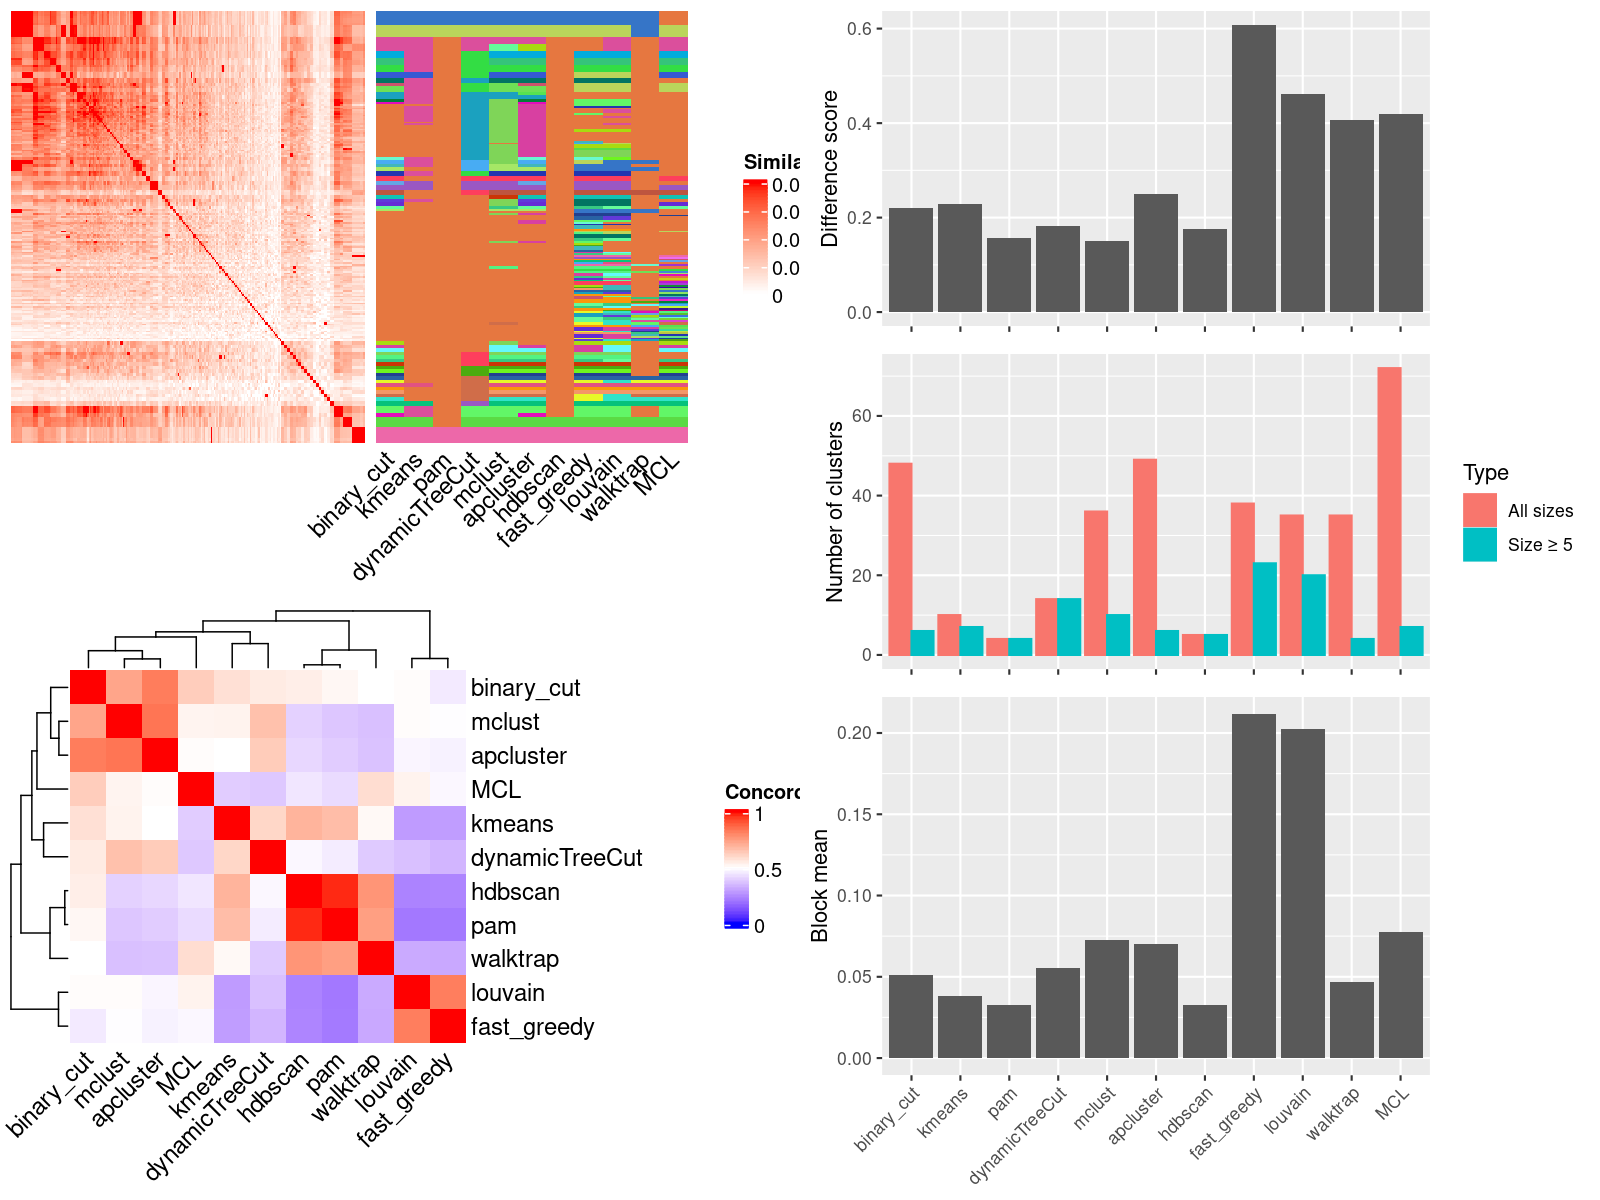 Simila
0.0
0.0
0.0
0.0
0
binary_cut
kmeans
pam
dynamicTreeCut
mclust
apcluster
hdbscan
fast_greedy
louvain
walktrap
MCL
binary_cut
mclust
apcluster
MCL
kmeans
dynamicTreeCut
hdbscan
pam
walktrap
louvain
fast_greedy
binary_cut
mclust
apcluster
MCL
kmeans
dynamicTreeCut
hdbscan
pam
walktrap
louvain
fast_greedy
Concord
1
0.5
0
Difference score
0.6
0.4
0.2
0.0
Number of clusters
60
40
20
0
Type
All sizes
Size ≥ 5
Block mean
0.20
0.15
0.10
0.05
0.00
binary_cut
kmeans
pam
dynamicTreeCut
mclust
apcluster
hdbscan
fast_greedy
louvain
walktrap
MCL